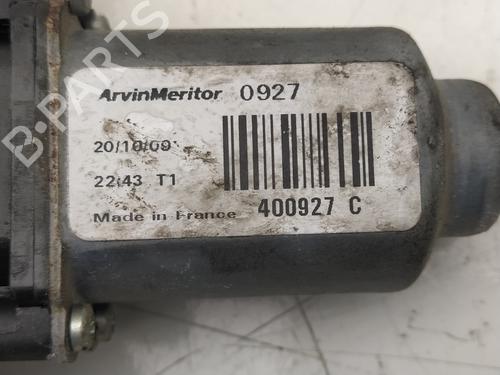 ArvinMeritor 0927
20/10/09
22:43 T1
Made in France
400927 C
B-PARTS